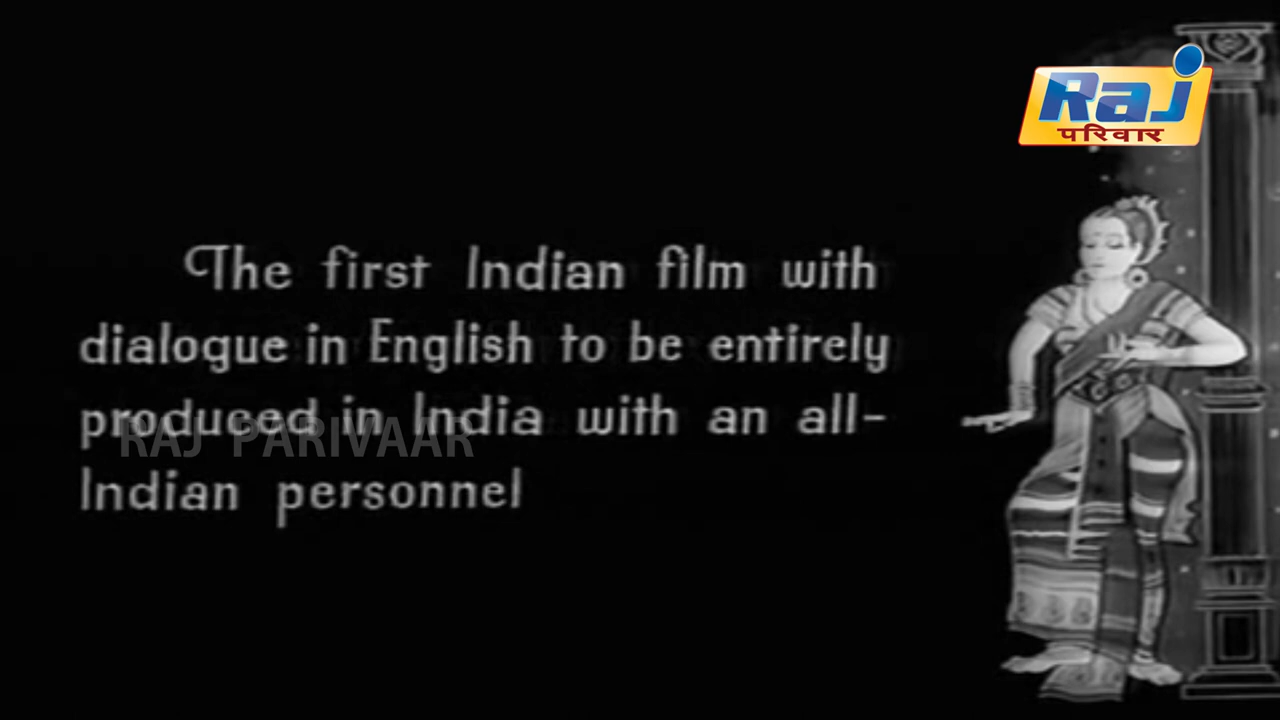 Raj
परिवार
The first Indian film with
dialogue in English to be entirely
produced in India with an all-
RAJ PARIVAAR
Indian personnel